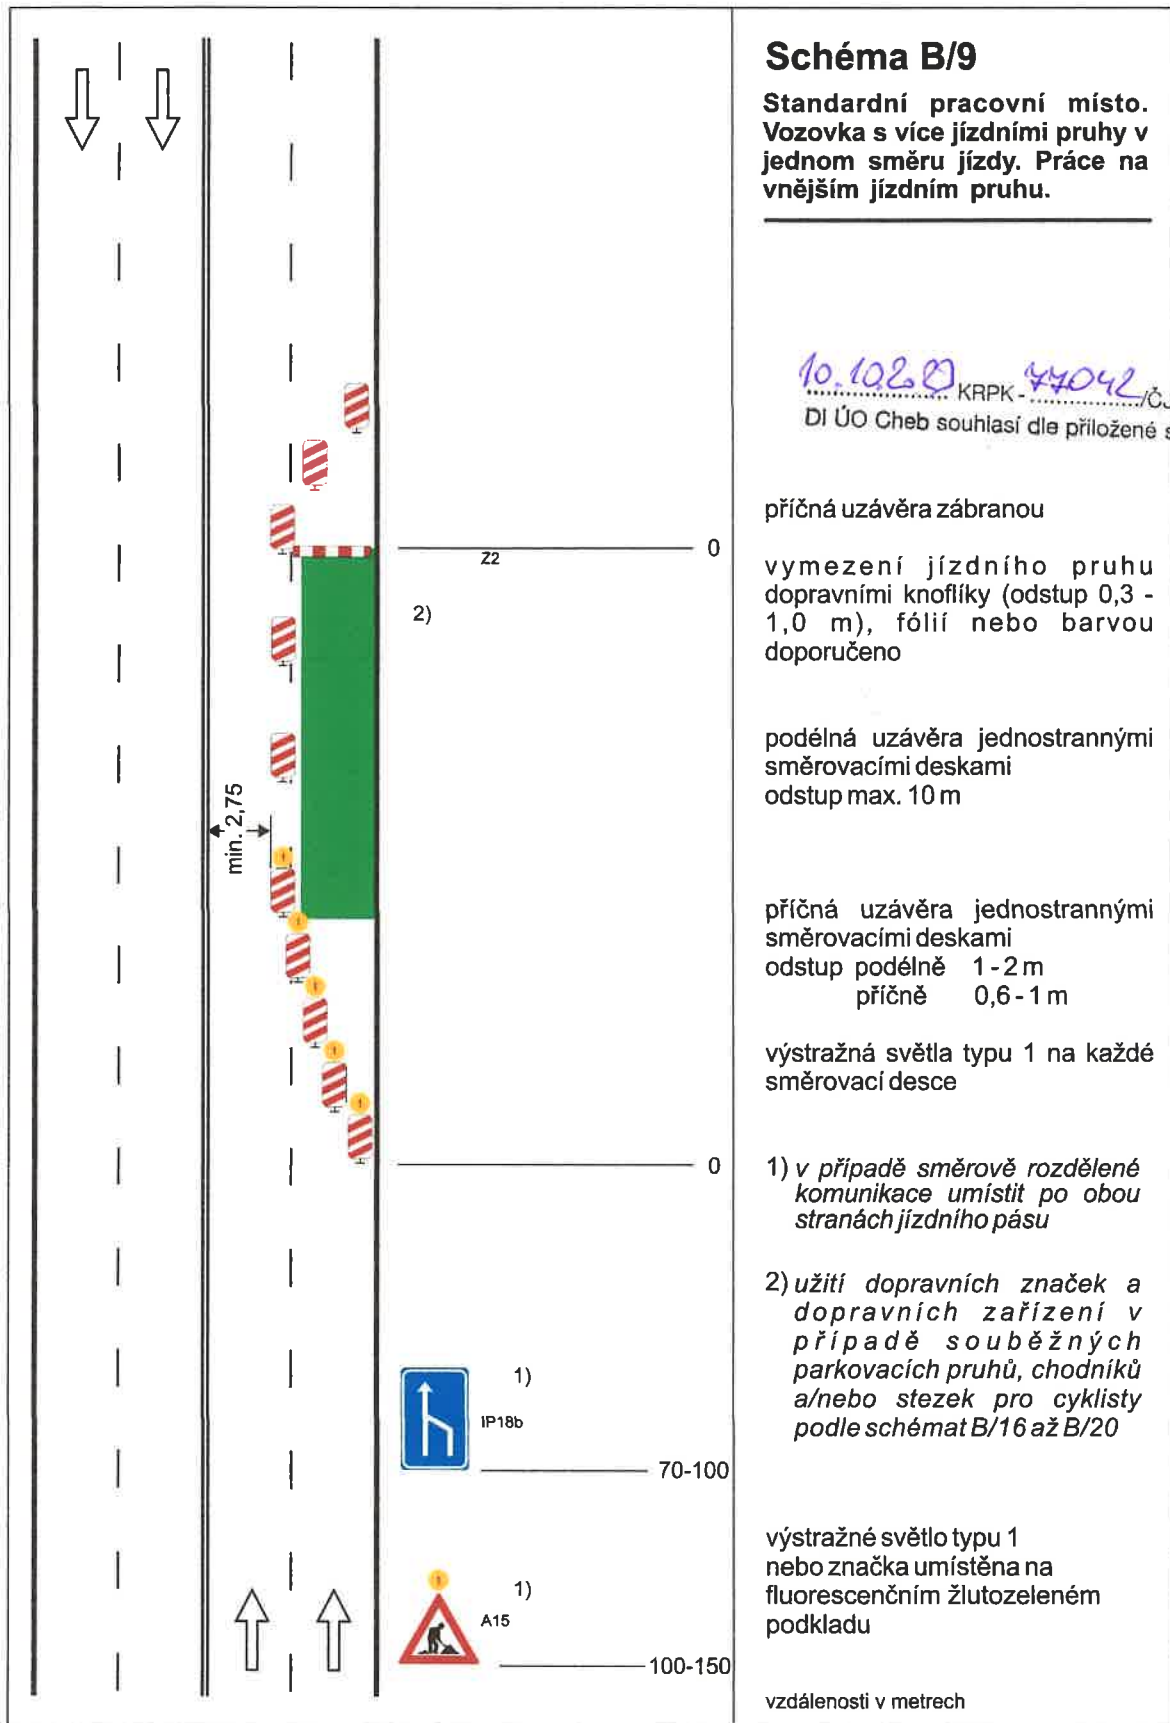 Schéma B/9
Standardní pracovní místo.
Vozovka s více jízdními pruhy v
jednom směru jízdy. Práce na
vnějším jízdním pruhu.
KRPK - 77042 /ČJ
DI ÚO Cheb souhlasí dle přiložené s
příčná uzávěra zábranou
0
Z2
vymezení jízdního pruhu
dopravními knoflíky (odstup 0,3 -
1,0 m), fólií nebo barvou
doporučeno
2)
podélná uzávěra jednostrannými
směrovacími deskami
odstup max. 10 m
min. 2,75
příčná uzávěra jednostrannými
směrovacími deskami
odstup podélně 1 - 2 m
příčně 0,6 - 1 m
výstražná světla typu 1 na každé
směrovací desce
0
1) v případě směrově rozdělené
komunikace umístit po obou
stranách jízdního pásu
2) užití dopravních značek a
dopravních zařízení v
případě souběžných
parkovacích pruhů, chodníků
a/nebo stezek pro cyklisty
podle schémat B/16 až B/20
1)
IP18b
70-100
výstražné světlo typu 1
nebo značka umístěna na
fluorescenčním žlutozeleném
podkladu
1)
A15
100-150
vzdálenosti v metrech